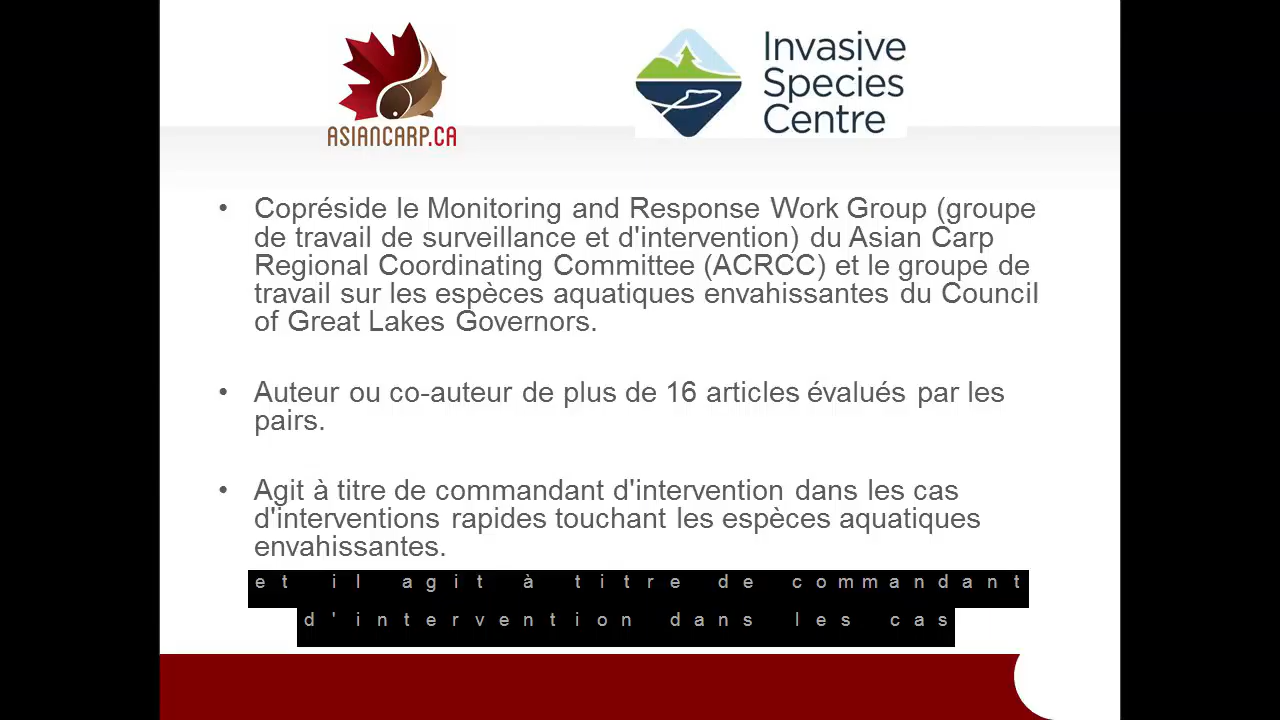 ASIANCARP.CA
Invasive
Species
Centre
• Copréside le Monitoring and Response Work Group (groupe
de travail de surveillance et d'intervention) du Asian Carp
Regional Coordinating Committee (ACRCC) et le groupe de
travail sur les espèces aquatiques envahissantes du Council
of Great Lakes Governors.
• Auteur ou co-auteur de plus de 16 articles évalués par les
pairs.
• Agit à titre de commandant d'intervention dans les cas
d'interventions rapides touchant les espèces aquatiques
envahissantes.
et il agit à titre de commandant
d'intervention dans les cas